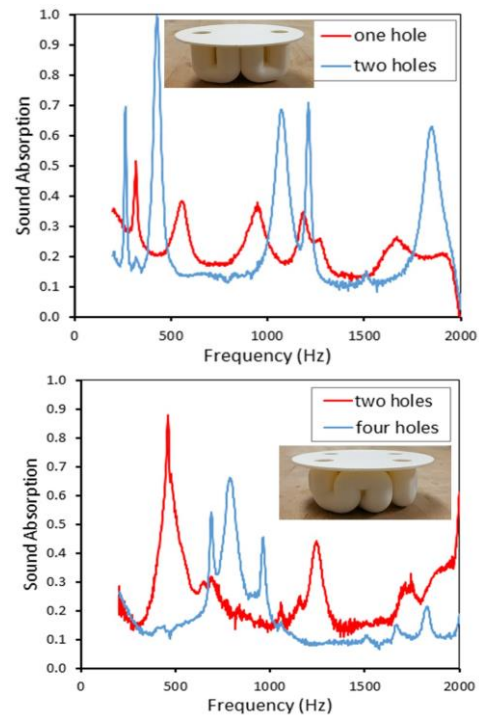 1.0
0.9
0.8
0.7
0.6
0.5
0.4
0.3
0.2
0.1
0.0
Sound Absorption
one hole
two holes
0 500 1000 1500 2000
Frequency (Hz)
1.0
0.9
0.8
0.7
0.6
0.5
0.4
0.3
0.2
0.1
0.0
Sound Absorption
two holes
four holes
0 500 1000 1500 2000
Frequency (Hz)